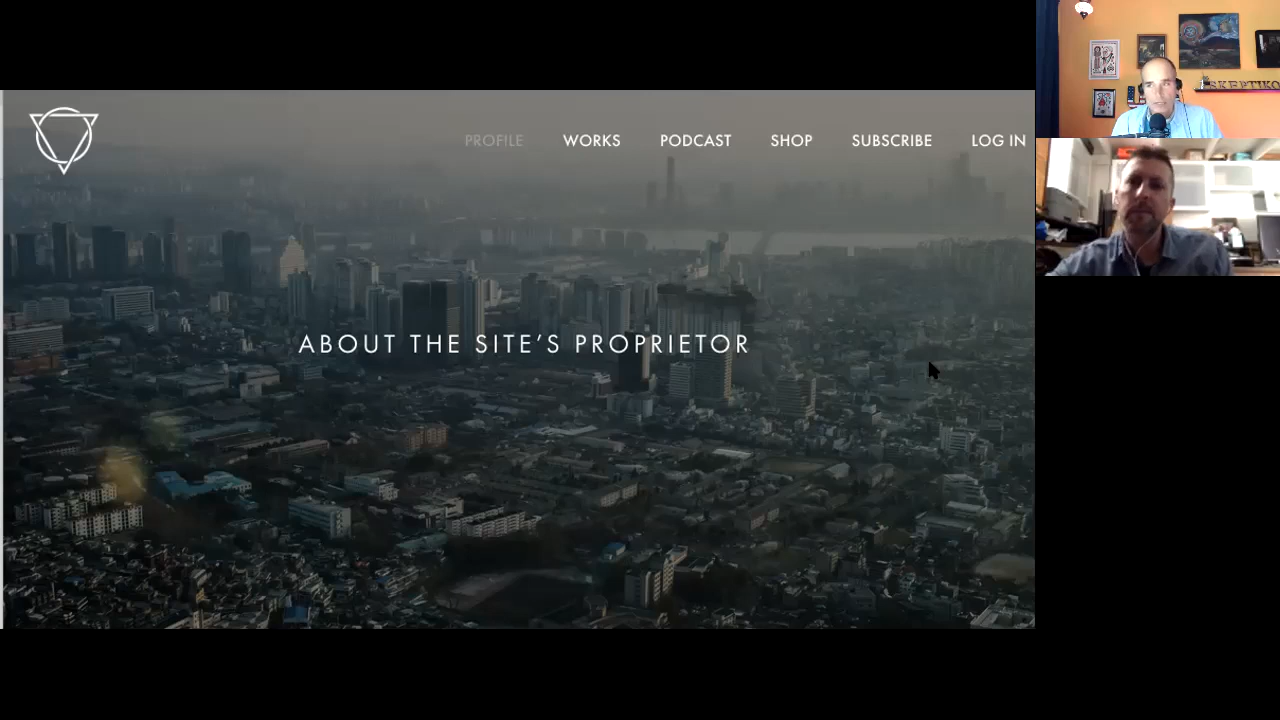 PROFILE WORKS PODCAST SHOP SUBSCRIBE LOG IN
ABOUT THE SITE’S PROPRIETOR
SKEPTIKO